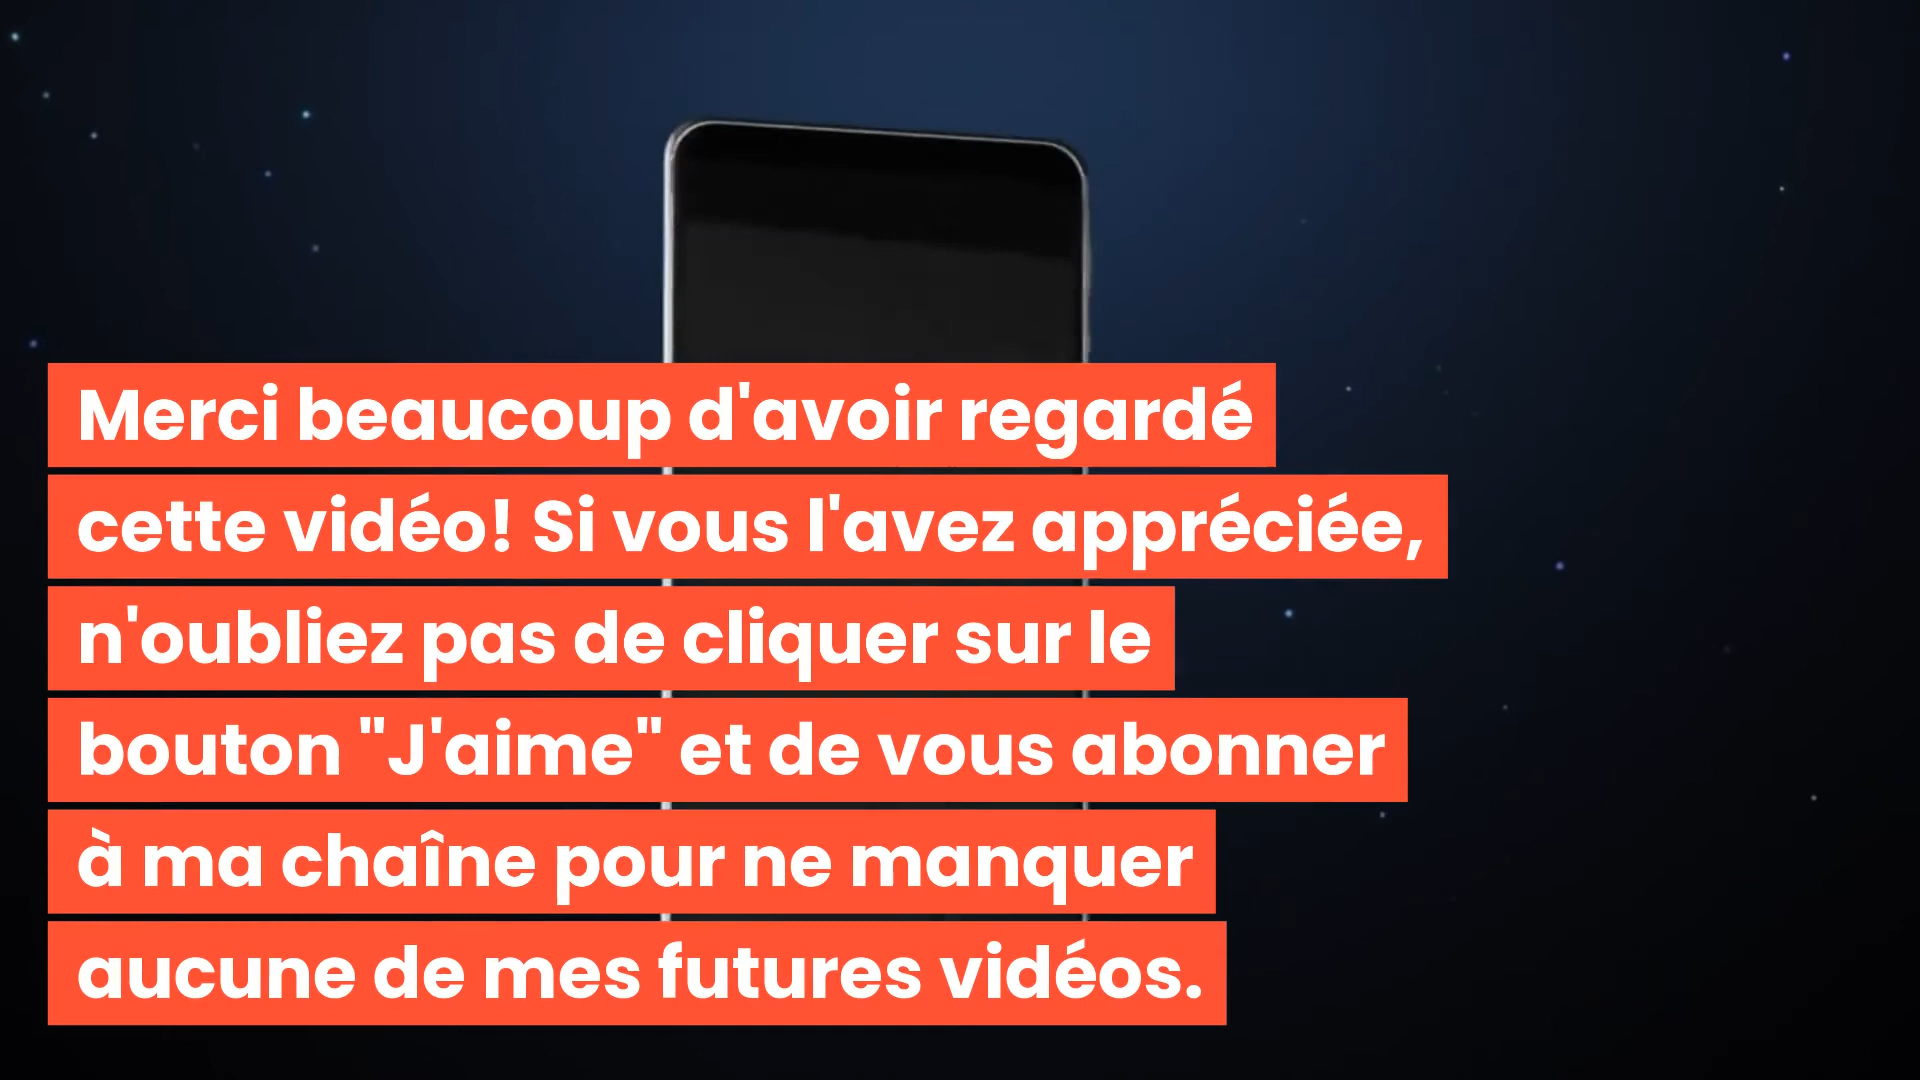 Merci beaucoup d'avoir regardé
cette vidéo! Si vous l'avez appréciée,
n'oubliez pas de cliquer sur le
bouton "J'aime" et de vous abonner
à ma chaîne pour ne manquer
aucune de mes futures vidéos.